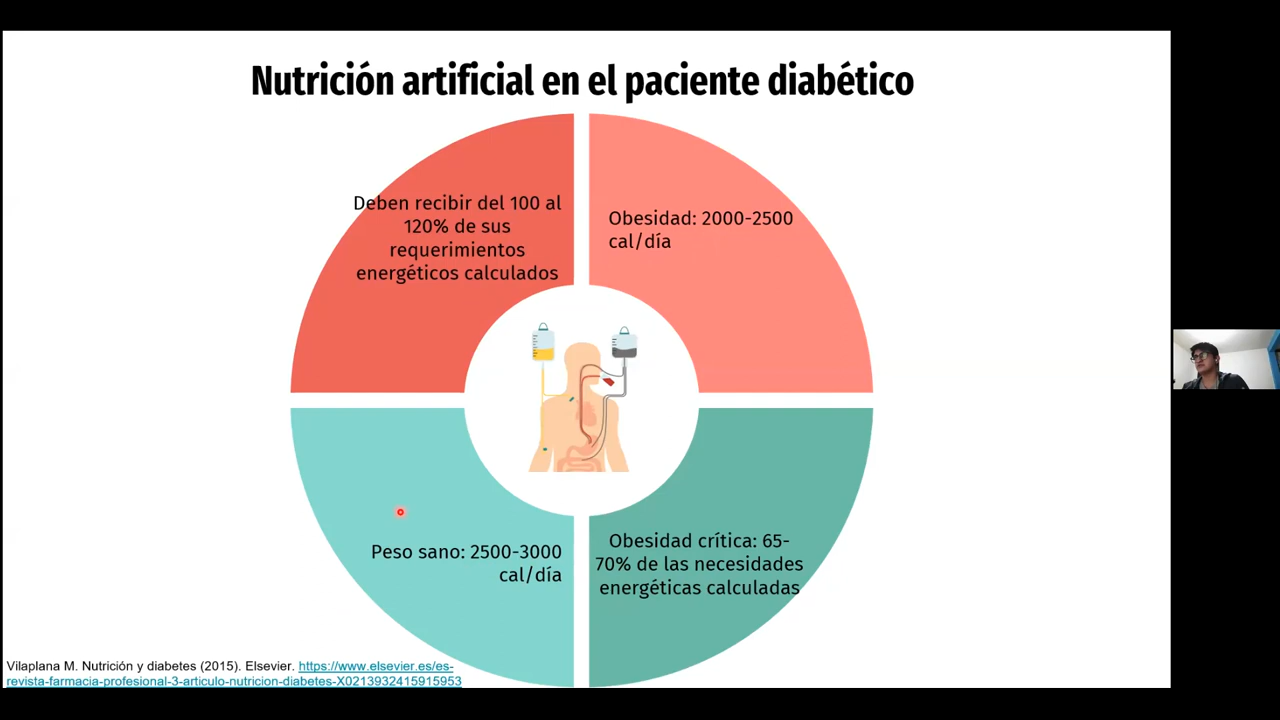 Nutrición artificial en el paciente diabético
Deben recibir del 100 al
120% de sus
requerimientos
energéticos calculados
Obesidad: 2000-2500
cal/día
Peso sano: 2500-3000
cal/día
Obesidad crítica: 65-
70% de las necesidades
energéticas calculadas
Vilaplana M. Nutrición y diabetes (2015). Elsevier. https://www.elsevier.es/es-
revista-farmacia-profesional-3-articulo-nutricion-diabetes-X0213932415915953